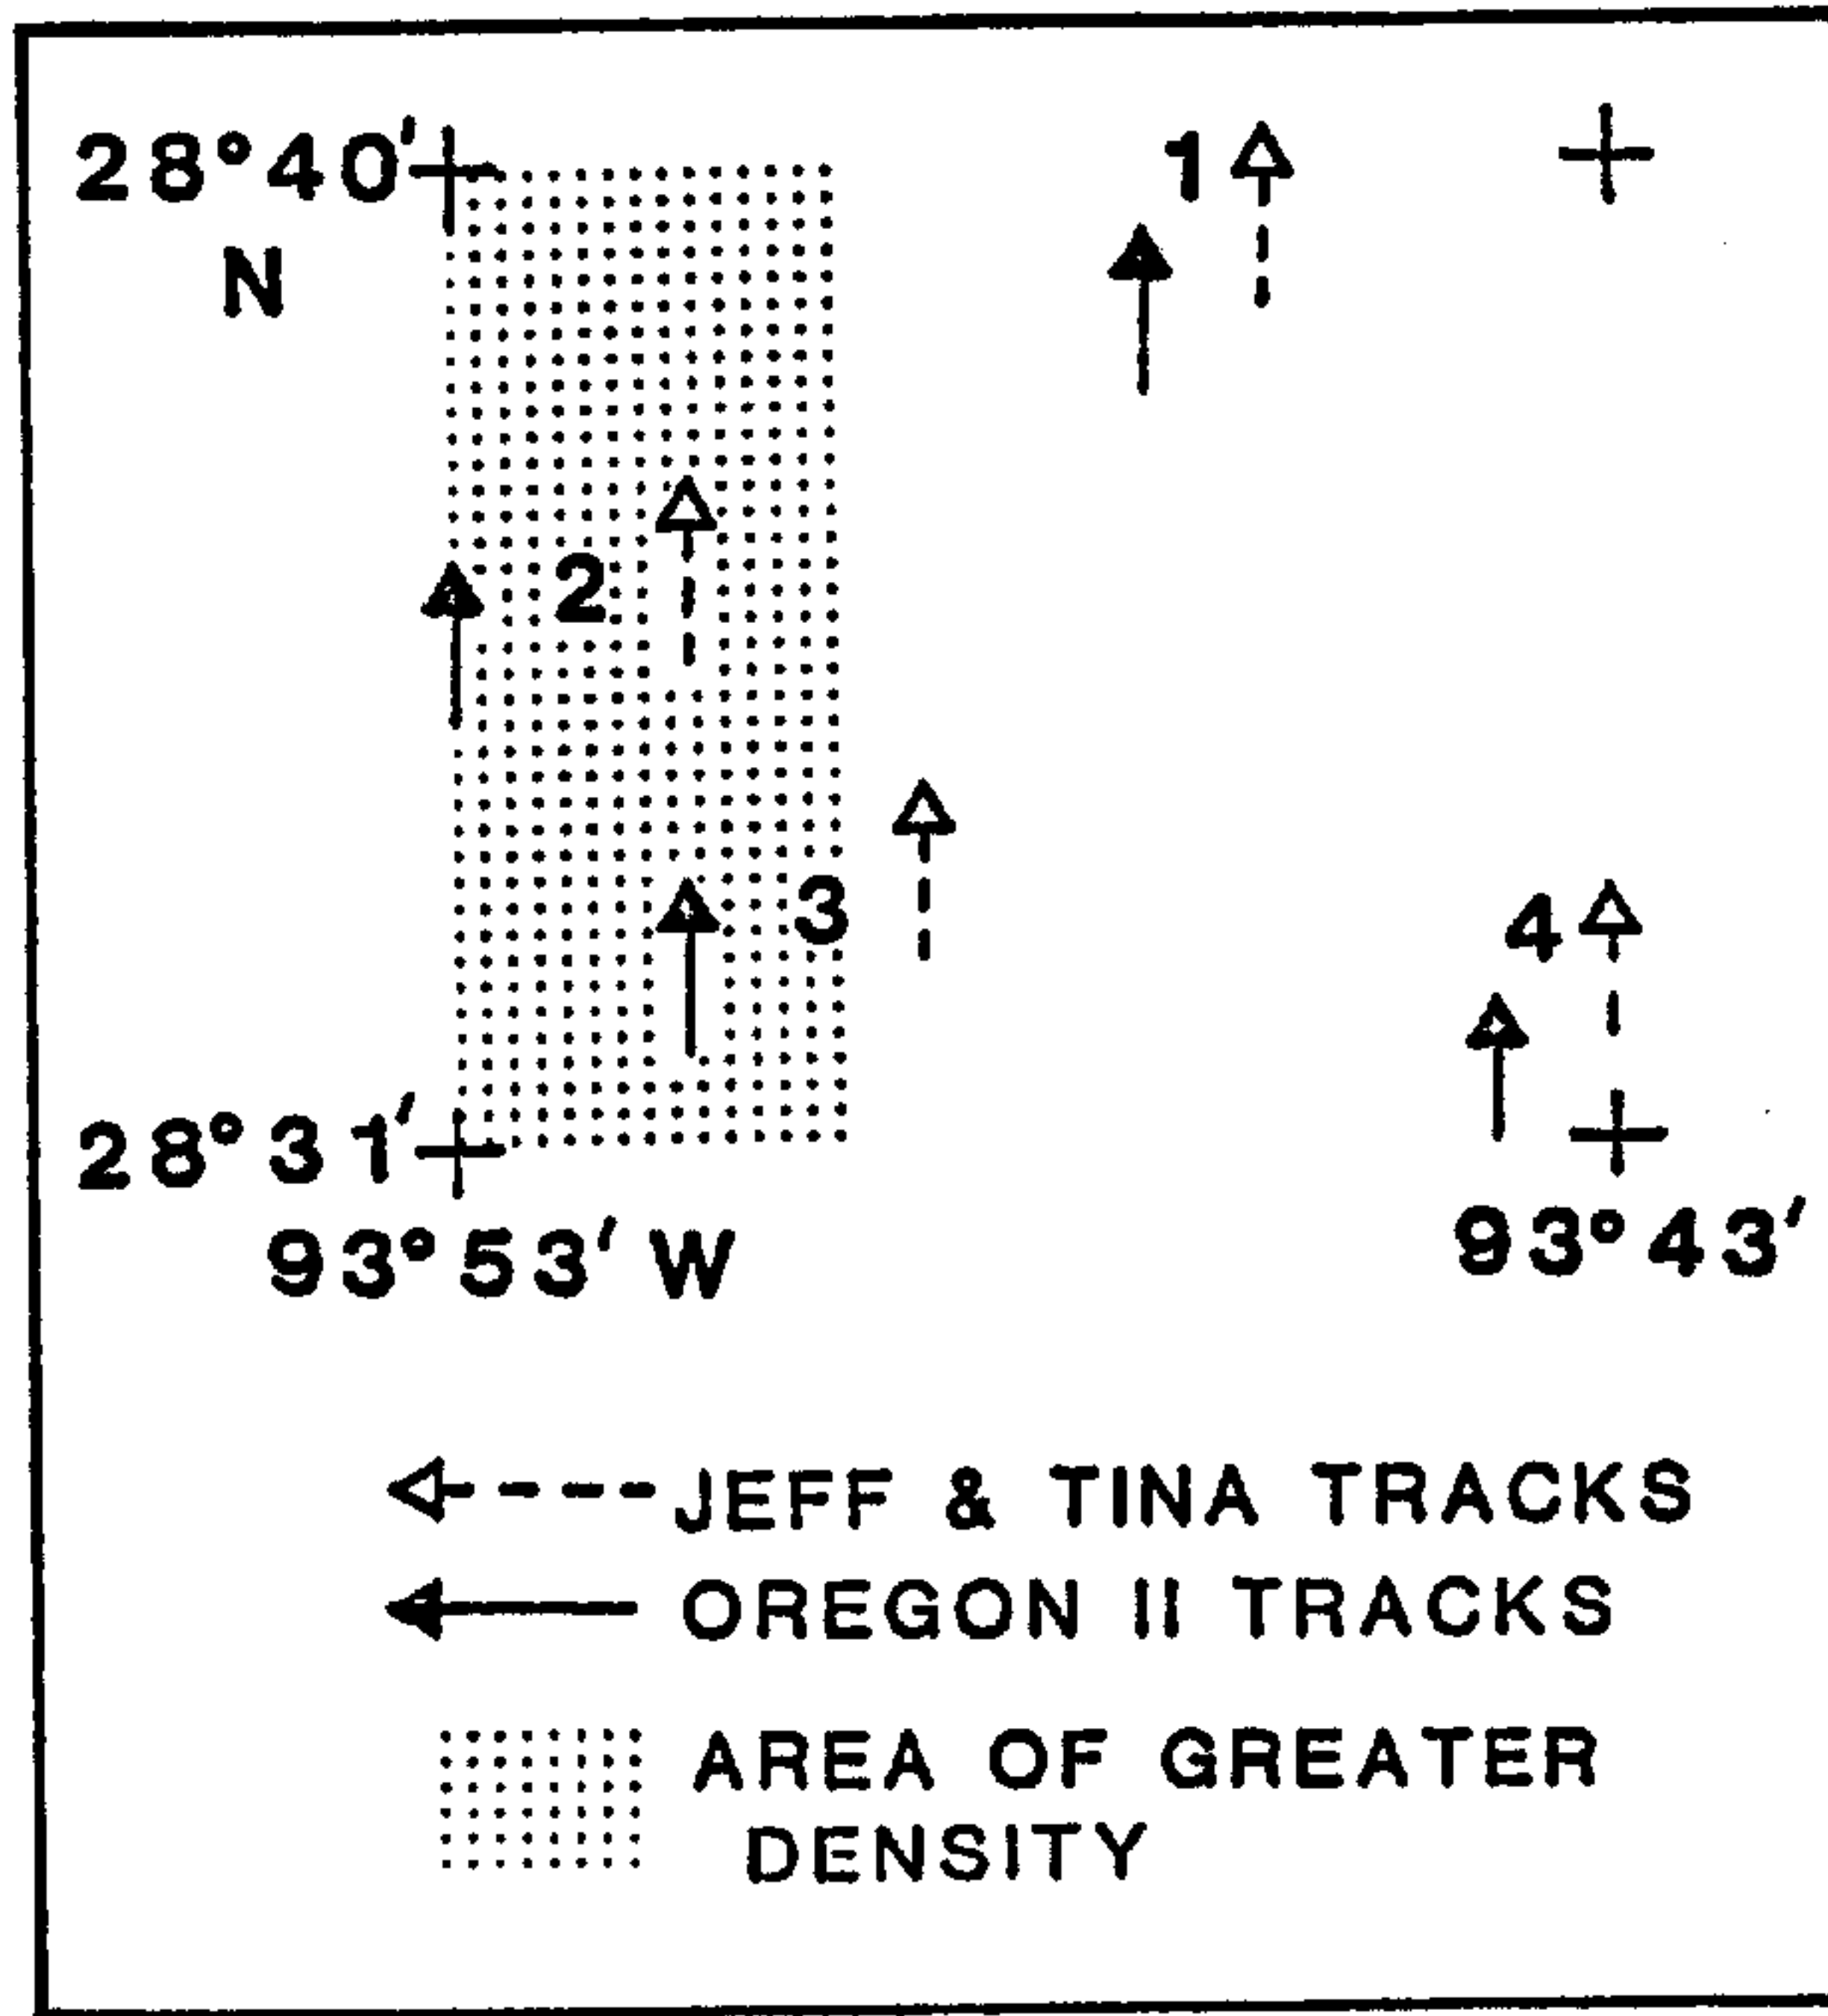 28°40′
1
N
2
3
4
28°31′
93°53′ W
93°43′
JEFF & TINA TRACKS
OREGON II TRACKS
AREA OF GREATER
DENSITY